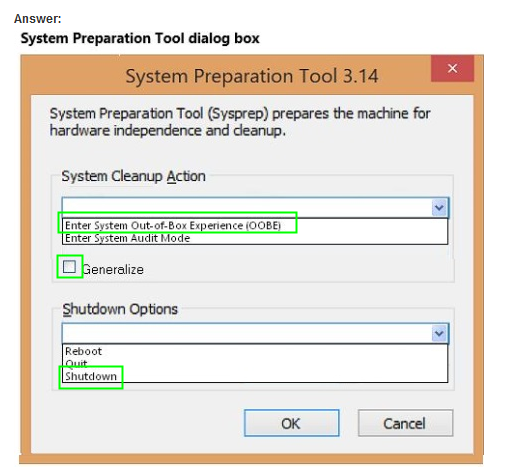 Answer:
System Preparation Tool dialog box
System Preparation Tool 3.14
System Preparation Tool (Sysprep) prepares the machine for
hardware independence and cleanup.
System Cleanup Action
Enter System Out-of-Box Experience (OOBE)
Enter System Audit Mode
Generalize
Shutdown Options
Reboot
Quit
Shutdown
OK
Cancel